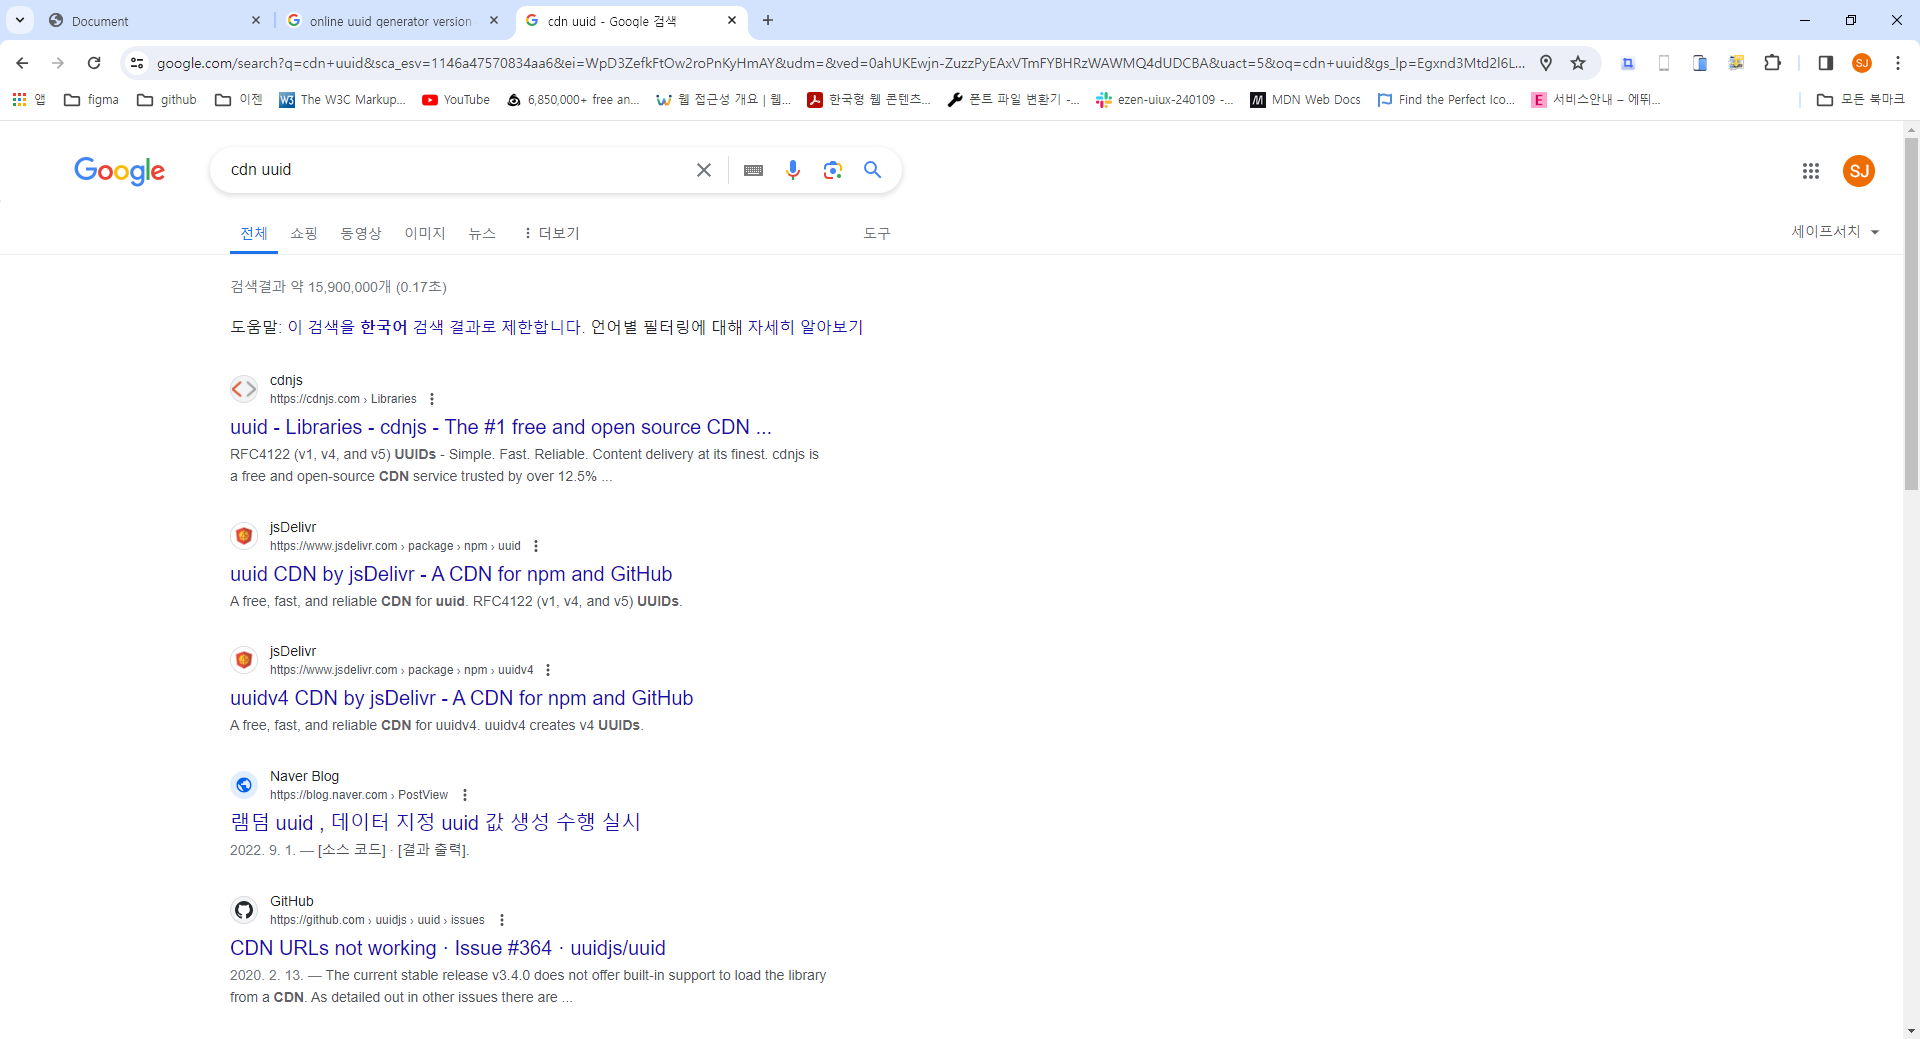 Document
online uuid generator version
cdn uuid - Google 검색
google.com/search?q=cdn+uuid&sca_esv=1146a47570834aa6&ei=WpD3ZefkFtOw2roPnKyHmAY&udm=&ved=0ahUKEwjn-ZuzzPyEAxVTmFYBHRzWAWMQ4dUDCBA&uact=5&oq=cdn+uuid&gs_lp=Egxnd3Mtd2l6L...
SJ
앱
figma
github
이젠
The W3C Markup...
YouTube
6,850,000+ free an...
웹 접근성 개요 | 웹...
한국형 웹 콘텐츠...
폰트 파일 변환기 -...
ezen-uiux-240109 -...
MDN Web Docs
Find the Perfect Ico...
서비스안내 – 에뛰...
모든 북마크
Google
cdn uuid
SJ
전체 쇼핑 동영상 이미지 뉴스 더보기 도구 세이프서치
검색결과 약 15,900,000개 (0.17초)
도움말: 이 검색을 한국어 검색 결과로 제한합니다. 언어별 필터링에 대해 자세히 알아보기
cdnjs
https://cdnjs.com › Libraries
uuid - Libraries - cdnjs - The #1 free and open source CDN ...
RFC4122 (v1, v4, and v5) UUIDs - Simple. Fast. Reliable. Content delivery at its finest. cdnjs is
a free and open-source CDN service trusted by over 12.5% ...
jsDelivr
https://www.jsdelivr.com › package › npm › uuid
uuid CDN by jsDelivr - A CDN for npm and GitHub
A free, fast, and reliable CDN for uuid. RFC4122 (v1, v4, and v5) UUIDs.
jsDelivr
https://www.jsdelivr.com › package › npm › uuidv4
uuidv4 CDN by jsDelivr - A CDN for npm and GitHub
A free, fast, and reliable CDN for uuidv4. uuidv4 creates v4 UUIDs.
Naver Blog
https://blog.naver.com › PostView
램덤 uuid , 데이터 지정 uuid 값 생성 수행 실시
2022. 9. 1. — [소스 코드] · [결과 출력].
GitHub
https://github.com › uuidjs › uuid › issues
CDN URLs not working · Issue #364 · uuidjs/uuid
2020. 2. 13. — The current stable release v3.4.0 does not offer built-in support to load the library
from a CDN. As detailed out in other issues there are ...